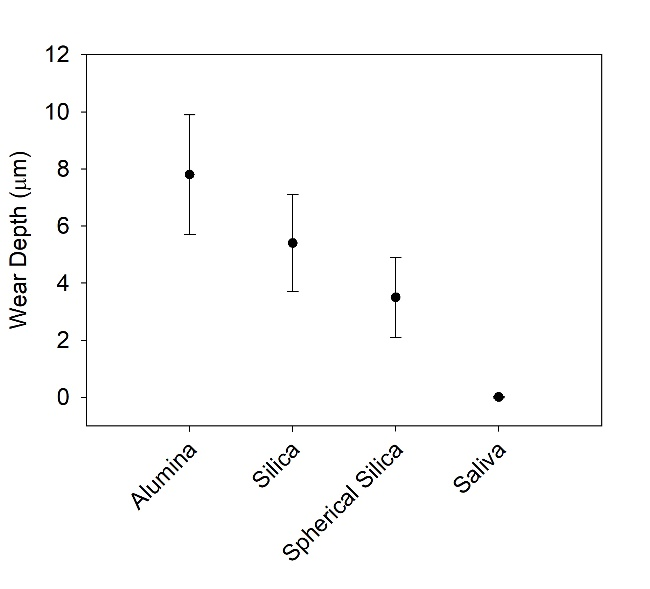 12
10
8
6
4
2
0
Wear Depth (μm)
Alumina
Silica
Spherical Silica
Saliva